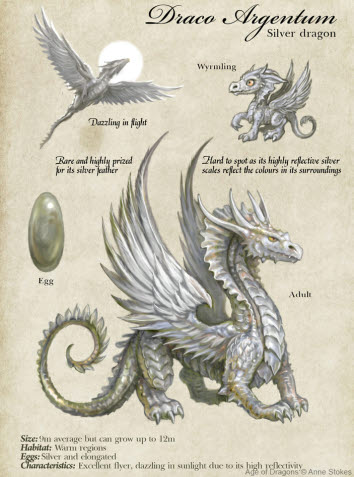 Draco Argentum
Silver dragon
Wyrmling
Dazzling in flight
Rare and highly prized
for its silver feather
Hard to spot as its highly reflective silver
scales reflect the colours in its surroundings
Egg
Adult
Size: 9m average but can grow up to 12m
Habitat: Warm regions
Eggs: Silver and elongated
Characteristics: Excellent flyer, dazzling in sunlight due to its high reflectivity
Age of Dragons © Anne Stokes